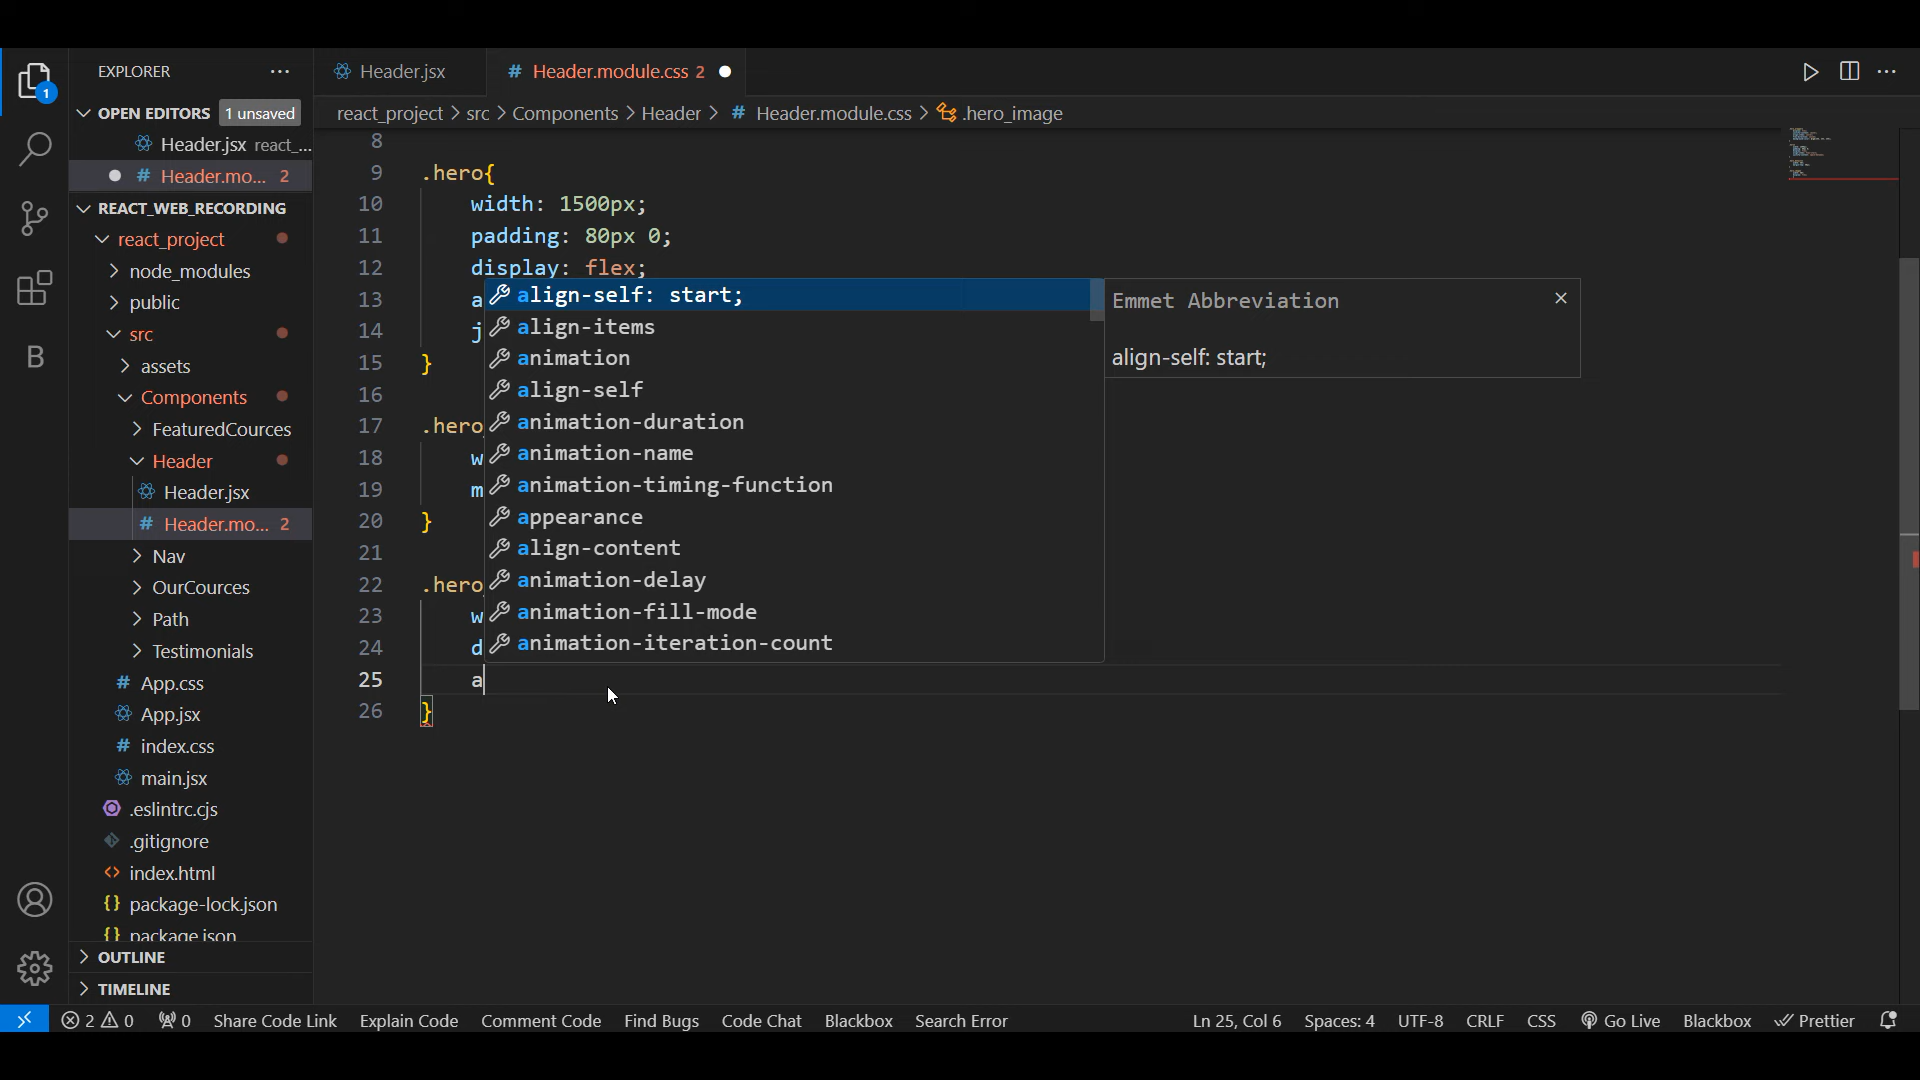 EXPLORER
Header.jsx
# Header.module.css 2
1
OPEN EDITORS 1 unsaved
Header.jsx react_...
# Header.mo... 2
REACT_WEB_RECORDING
react_project
node_modules
public
src
assets
Components
FeaturedCources
Header
Header.jsx
# Header.mo... 2
Nav
OurCources
Path
Testimonials
# App.css
App.jsx
# index.css
main.jsx
.eslintrc.cjs
.gitignore
<> index.html
{} package-lock.json
{} package.json
OUTLINE
TIMELINE
B
react_project > src > Components > Header > # Header.module.css > .hero_image
8
9 .hero{
10 width: 1500px;
11 padding: 80px 0;
12 display: flex;
13 a
14 j
15 }
16
17 .hero
18 w
19 m
20 }
21
22 .hero
23 w
24 d
25 a
26 }
align-self: start;
align-items
animation
align-self
animation-duration
animation-name
animation-timing-function
appearance
align-content
animation-delay
animation-fill-mode
animation-iteration-count
Emmet Abbreviation
align-self: start;
2 0 0 Share Code Link Explain Code Comment Code Find Bugs Code Chat Blackbox Search Error Ln 25, Col 6 Spaces: 4 UTF-8 CRLF CSS Go Live Blackbox Prettier